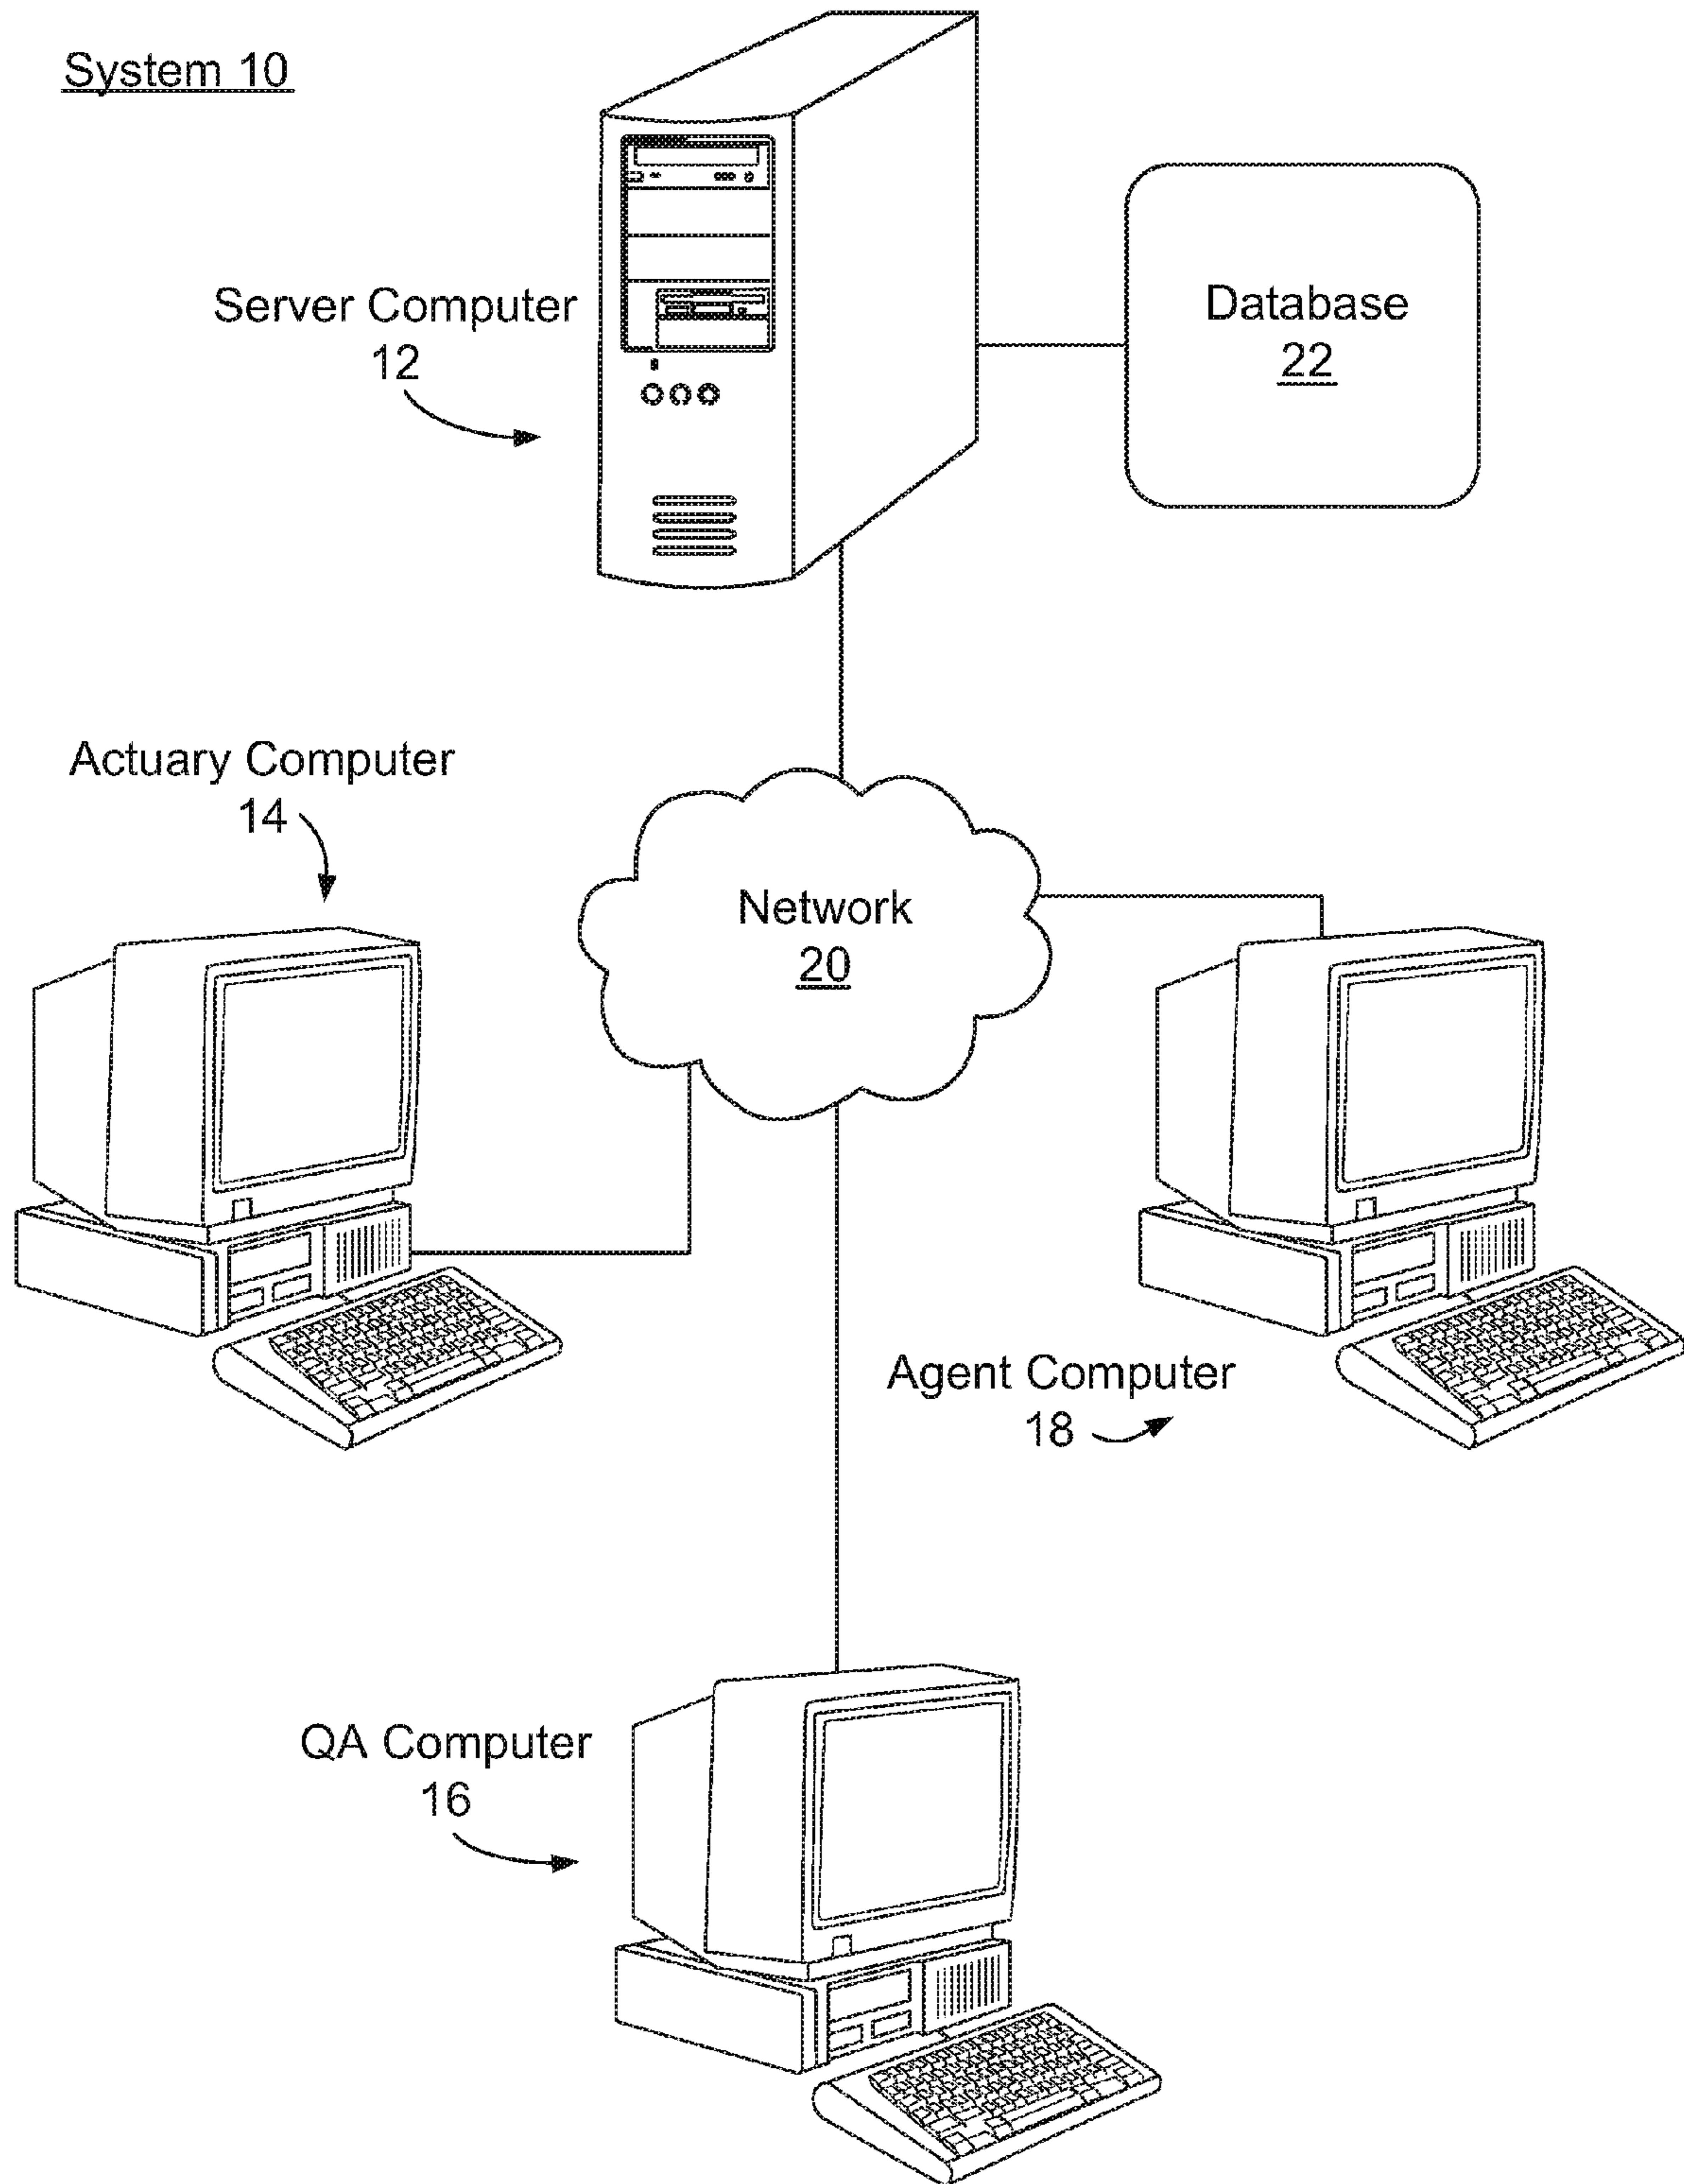 System 10
Server Computer
12
Database
22
Actuary Computer
14
Network
20
Agent Computer
18
QA Computer
16